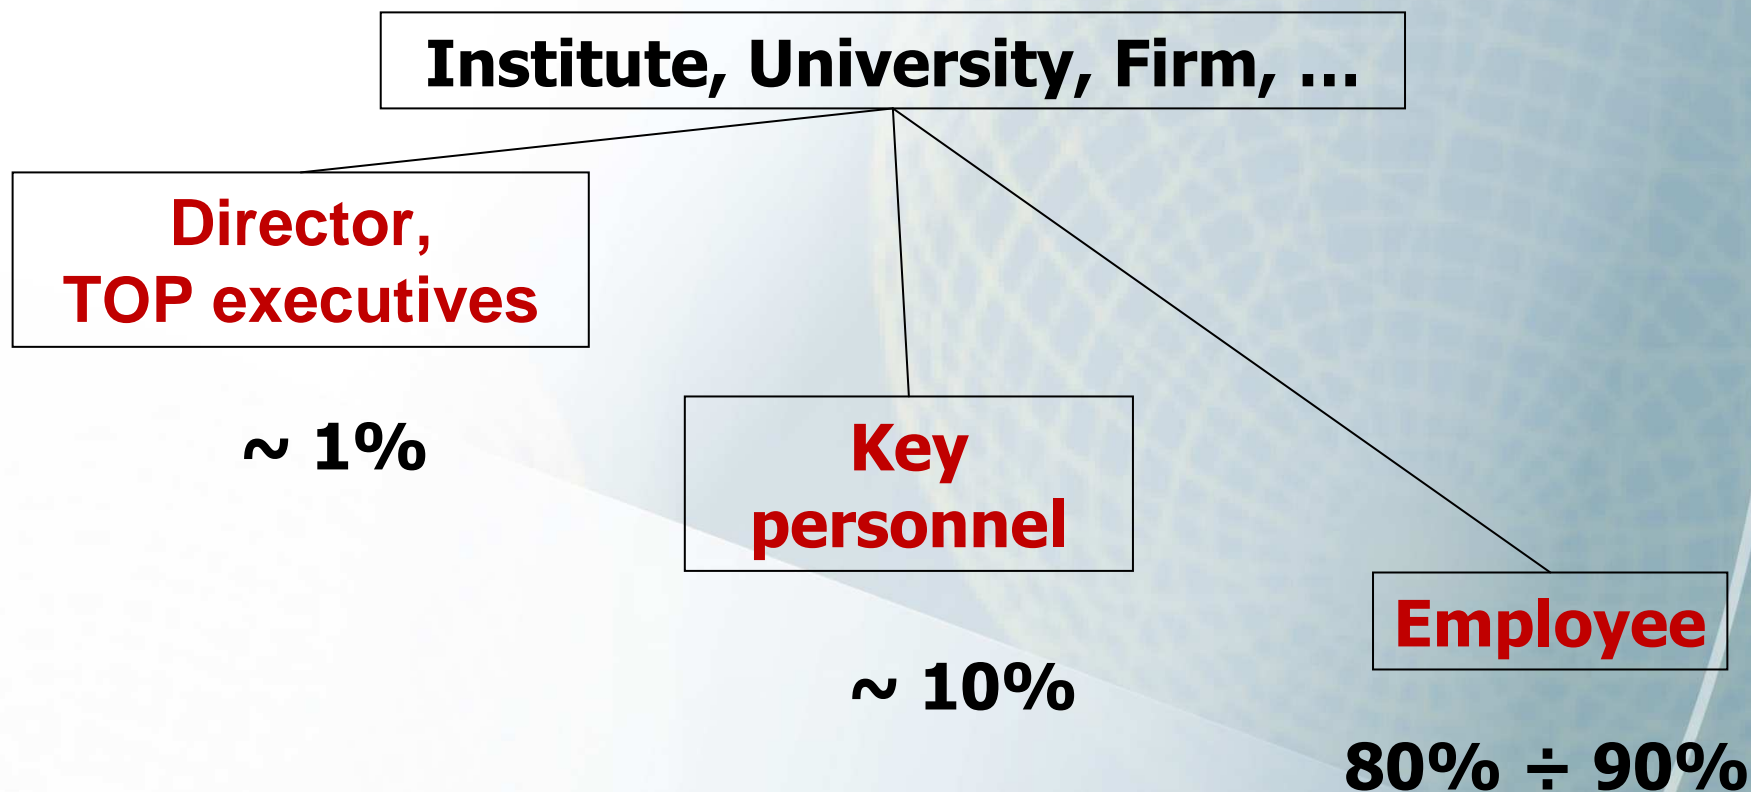 Institute, University, Firm, ...
Director,
TOP executives
~ 1%
Key
personnel
~ 10%
Employee
80% ÷ 90%